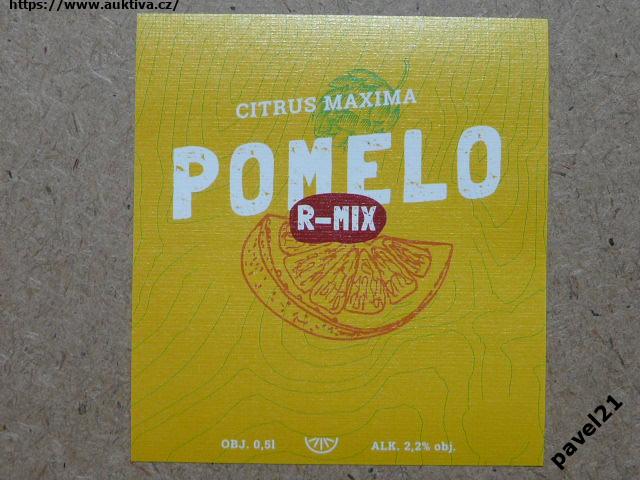 https://www.auktiva.cz/
CITRUS MAXIMA
POMELO
R-MIX
OBJ. 0,5l
ALK. 2,2% obj.
pavel21